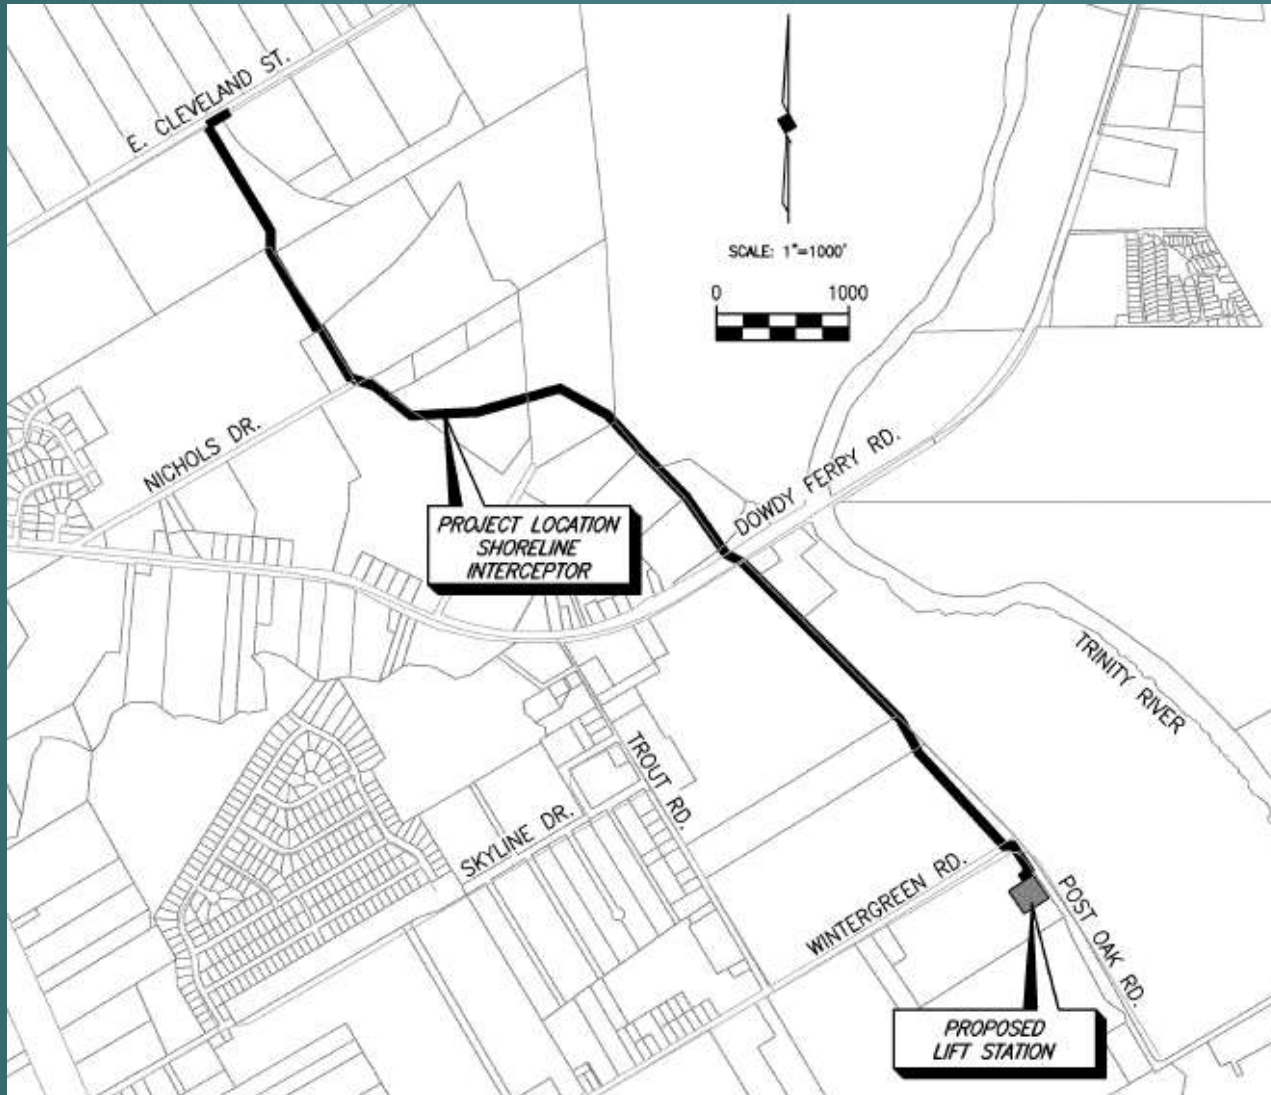 E. CLEVELAND ST.
SCALE: 1"=1000'
0 1000
NICHOLS DR.
DOWDY FERRY RD.
PROJECT LOCATION
SHORELINE
INTERCEPTOR
TRINITY RIVER
TROUT RD.
SKYLINE DR.
WINTERGREEN RD.
POST OAK RD.
PROPOSED
LIFT STATION